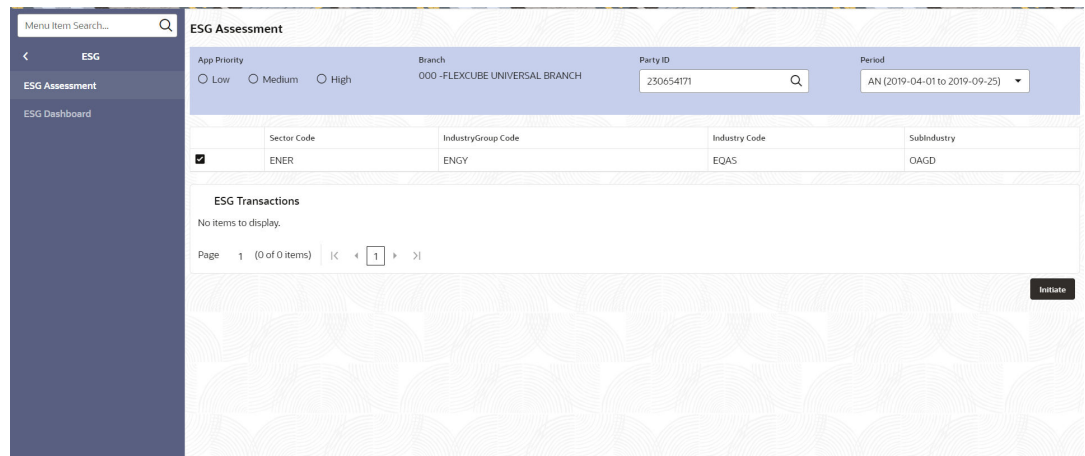 Menu Item Search...
ESG
ESG Assessment
ESG Dashboard
ESG Assessment
App Priority
Low Medium High
Branch
000 -FLEXCUBE UNIVERSAL BRANCH
Party ID
230654171
Period
AN (2019-04-01 to 2019-09-25)
Sector Code IndustryGroup Code Industry Code SubIndustry
ENER ENGY EQAS OAGD
ESG Transactions
No items to display.
Page 1 (0 of 0 items) 1
Initiate